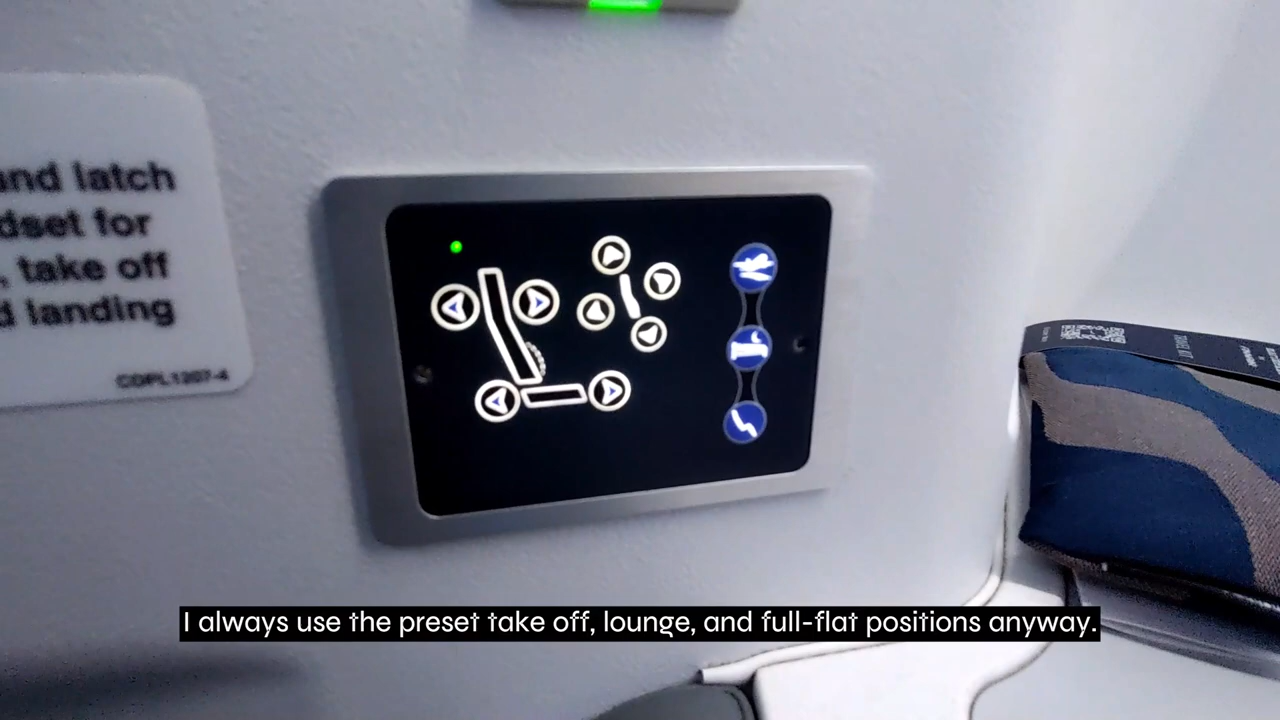 and latch
dset for
, take off
d landing
COPL1207-4
I always use the preset take off, lounge, and full-flat positions anyway.